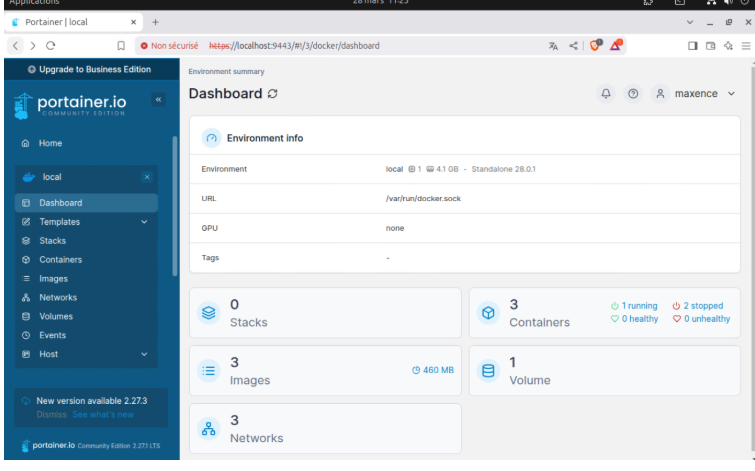 Applications
28 mars 11:25
Portainer | local
Non sécurisé https://localhost:9443/#!/3/docker/dashboard
Upgrade to Business Edition
portainer.io
COMMUNITY EDITION
Home
local
Dashboard
Templates
Stacks
Containers
Images
Networks
Volumes
Events
Host
New version available 2.27.3
Dismiss See what's new
portainer.io Community Edition 2.27.1 LTS
Environment summary
Dashboard
maxence
Environment info
Environment local 1 4.1 GB - Standalone 28.0.1
URL /var/run/docker.sock
GPU none
Tags -
0
Stacks
3
Containers
1 running 2 stopped
0 healthy 0 unhealthy
3
Images
460 MB
1
Volume
3
Networks